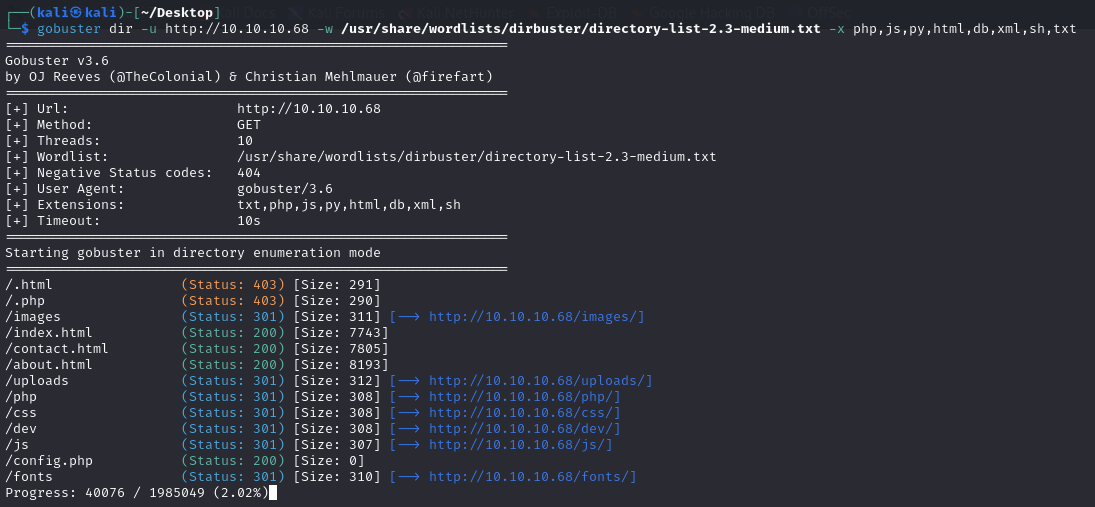 (kali㉿kali)-[~/Desktop]
$ gobuster dir -u http://10.10.10.68 -w /usr/share/wordlists/dirbuster/directory-list-2.3-medium.txt -x php,js,py,html,db,xml,sh,txt
===============================================================
Gobuster v3.6
by OJ Reeves (@TheColonial) & Christian Mehlmauer (@firefart)
===============================================================
[+] Url: http://10.10.10.68
[+] Method: GET
[+] Threads: 10
[+] Wordlist: /usr/share/wordlists/dirbuster/directory-list-2.3-medium.txt
[+] Negative Status codes: 404
[+] User Agent: gobuster/3.6
[+] Extensions: txt,php,js,py,html,db,xml,sh
[+] Timeout: 10s
===============================================================
Starting gobuster in directory enumeration mode
===============================================================
/.html (Status: 403) [Size: 291]
/.php (Status: 403) [Size: 290]
/images (Status: 301) [Size: 311] [--> http://10.10.10.68/images/]
/index.html (Status: 200) [Size: 7743]
/contact.html (Status: 200) [Size: 7805]
/about.html (Status: 200) [Size: 8193]
/uploads (Status: 301) [Size: 312] [--> http://10.10.10.68/uploads/]
/php (Status: 301) [Size: 308] [--> http://10.10.10.68/php/]
/css (Status: 301) [Size: 308] [--> http://10.10.10.68/css/]
/dev (Status: 301) [Size: 308] [--> http://10.10.10.68/dev/]
/js (Status: 301) [Size: 307] [--> http://10.10.10.68/js/]
/config.php (Status: 200) [Size: 0]
/fonts (Status: 301) [Size: 310] [--> http://10.10.10.68/fonts/]
Progress: 40076 / 1985049 (2.02%)